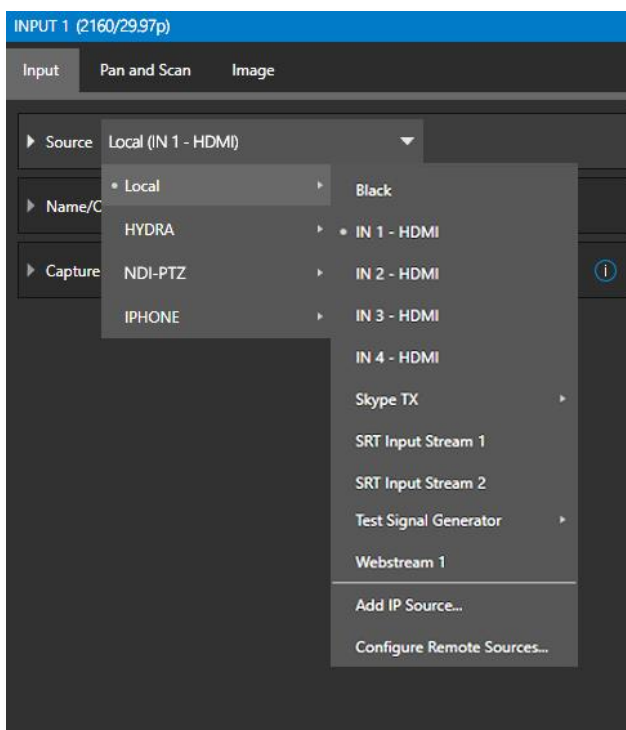 INPUT 1 (2160/29.97p)
Input Pan and Scan Image
Source Local (IN 1 - HDMI)
Local
Name/C
HYDRA
Capture
NDI-PTZ
IPHONE
Black
IN 1 - HDMI
IN 2 - HDMI
IN 3 - HDMI
IN 4 - HDMI
Skype TX
SRT Input Stream 1
SRT Input Stream 2
Test Signal Generator
Webstream 1
Add IP Source...
Configure Remote Sources...